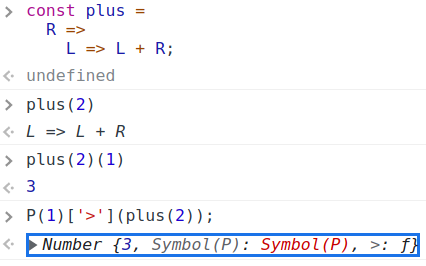 const plus =
R =>
L => L + R;
undefined
plus(2)
L => L + R
plus(2)(1)
3
P(1)['>'](plus(2));
Number {3, Symbol(P): Symbol(P), >: ƒ}